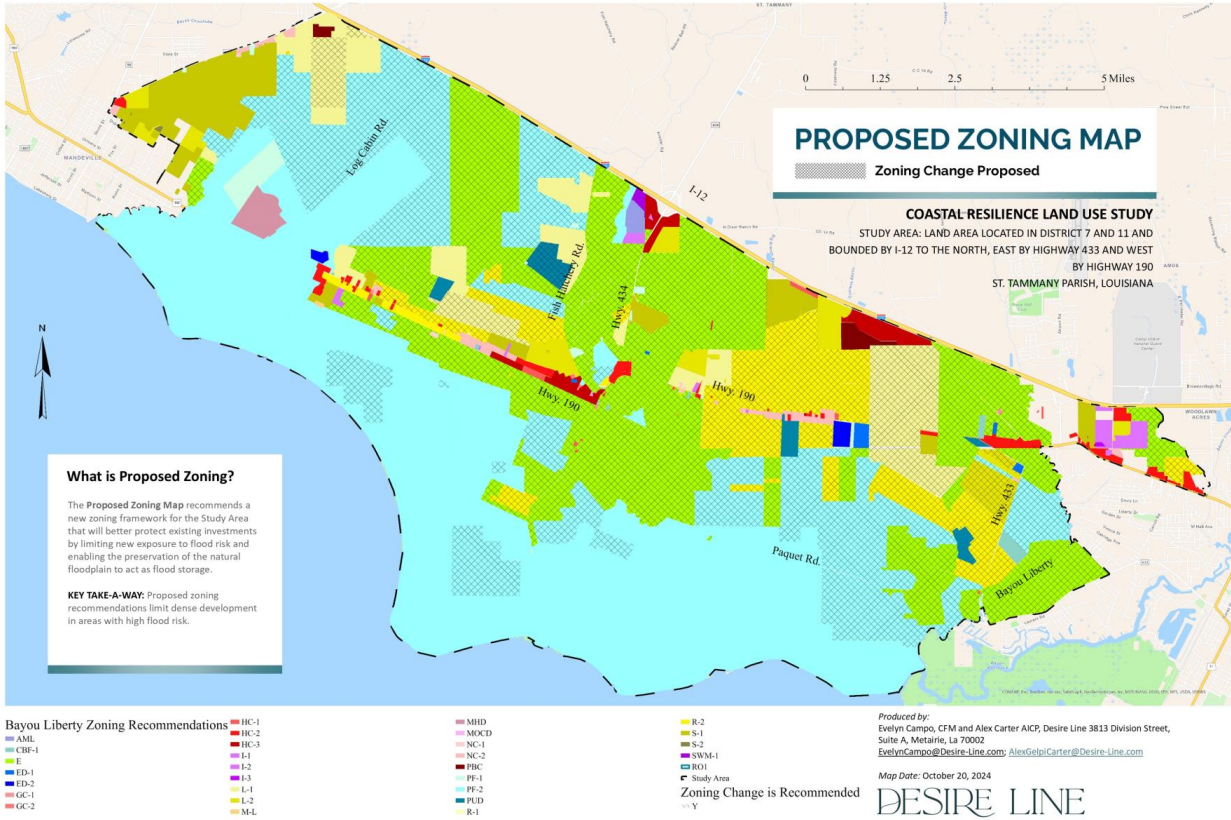 ST. TAMMANY
0 1.25 2.5 5 Miles
PROPOSED ZONING MAP
Zoning Change Proposed
COASTAL RESILIENCE LAND USE STUDY
STUDY AREA: LAND AREA LOCATED IN DISTRICT 7 AND 11 AND
BOUNDED BY I-12 TO THE NORTH, EAST BY HIGHWAY 433 AND WEST
BY HIGHWAY 190
ST. TAMMANY PARISH, LOUISIANA
MANDEVILLE
Log Cabin Rd.
I-12
Fish Hatchery Rd.
Hwy. 434
Hwy. 190
Hwy. 190
Hwy. 433
Paquet Rd.
Bayou Liberty
WOODLAWN
ACRES
N
What is Proposed Zoning?
The Proposed Zoning Map recommends a
new zoning framework for the Study Area
that will better protect existing investments
by limiting new exposure to flood risk and
enabling the preservation of the natural
floodplain to act as flood storage.
KEY TAKE-A-WAY: Proposed zoning
recommendations limit dense development
in areas with high flood risk.
Bayou Liberty Zoning Recommendations
AML
CBF-1
E
ED-1
ED-2
GC-1
GC-2
HC-1
HC-2
HC-3
I-1
I-2
I-3
L-1
L-2
M-L
MHD
MOCD
NC-1
NC-2
PBC
PF-1
PF-2
PUD
R-1
R-2
S-1
S-2
SWM-1
RO1
Study Area
Zoning Change is Recommended
Y
Produced by:
Evelyn Campo, CFM and Alex Carter AICP, Desire Line 3813 Division Street,
Suite A, Metairie, La 70002
EvelynCampo@Desire-Line.com; AlexGelpiCarter@Desire-Line.com
Map Date: October 20, 2024
DESIRE LINE